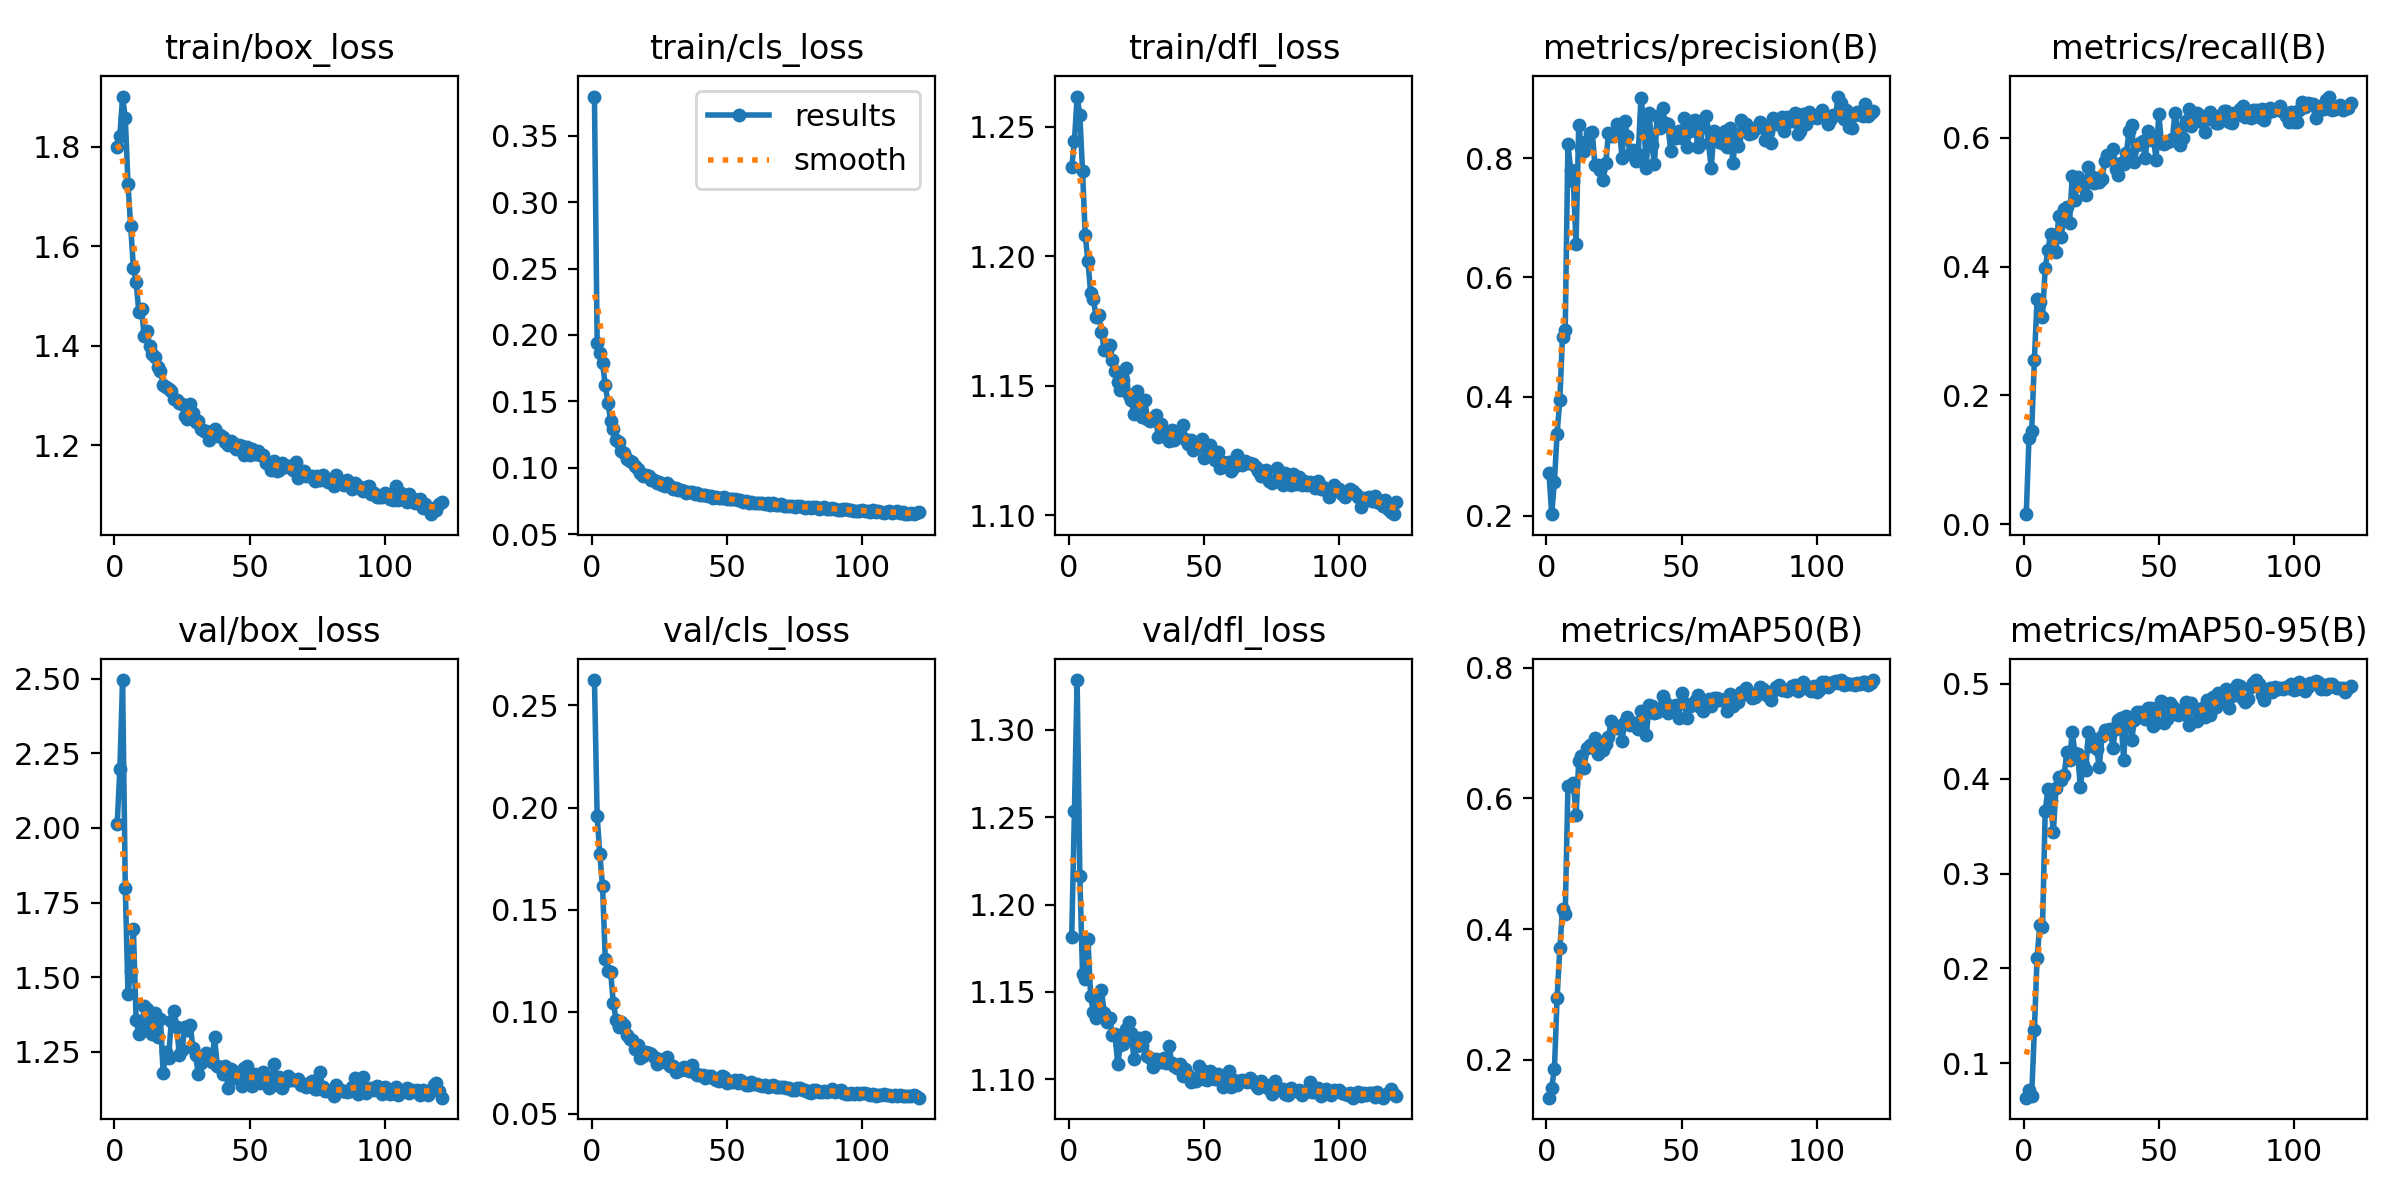 train/box_loss
1.8
1.6
1.4
1.2
0 50 100
train/cls_loss
results
smooth
0.35
0.30
0.25
0.20
0.15
0.10
0.05
0 50 100
train/dfl_loss
1.25
1.20
1.15
1.10
0 50 100
metrics/precision(B)
0.8
0.6
0.4
0.2
0 50 100
metrics/recall(B)
0.6
0.4
0.2
0.0
0 50 100
val/box_loss
2.50
2.25
2.00
1.75
1.50
1.25
0 50 100
val/cls_loss
0.25
0.20
0.15
0.10
0.05
0 50 100
val/dfl_loss
1.30
1.25
1.20
1.15
1.10
0 50 100
metrics/mAP50(B)
0.8
0.6
0.4
0.2
0 50 100
metrics/mAP50-95(B)
0.5
0.4
0.3
0.2
0.1
0 50 100